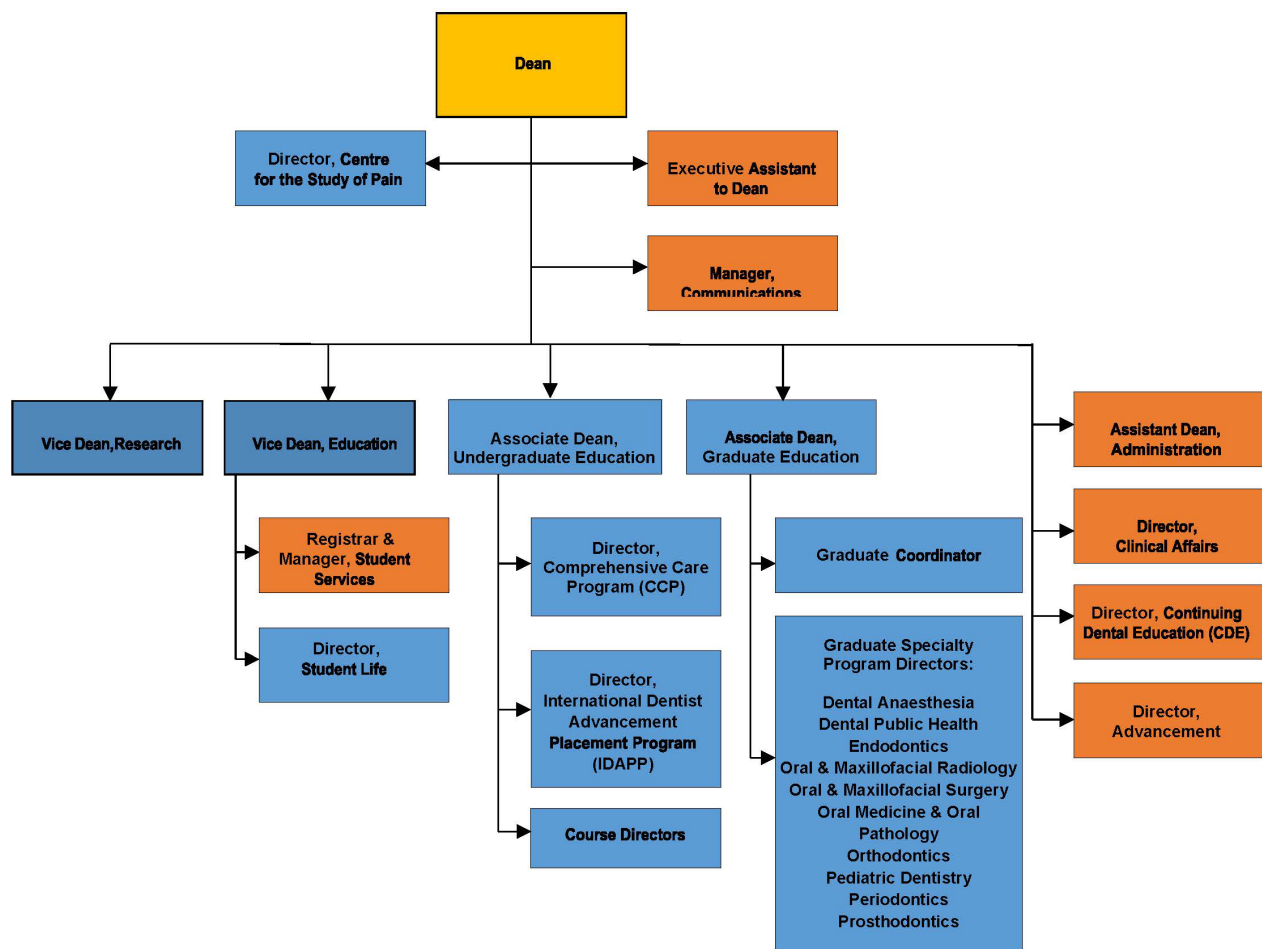 Dean
Director, Centre
for the Study of Pain
Executive Assistant
to Dean
Manager,
Communications
Vice Dean,Research
Vice Dean, Education
Associate Dean,
Undergraduate Education
Associate Dean,
Graduate Education
Assistant Dean,
Administration
Registrar &
Manager, Student
Services
Director,
Student Life
Director,
Comprehensive Care
Program (CCP)
Director,
International Dentist
Advancement
Placement Program
(IDAPP)
Course Directors
Graduate Coordinator
Graduate Specialty
Program Directors:
Dental Anaesthesia
Dental Public Health
Endodontics
Oral & Maxillofacial Radiology
Oral & Maxillofacial Surgery
Oral Medicine & Oral
Pathology
Orthodontics
Pediatric Dentistry
Periodontics
Prosthodontics
Director,
Clinical Affairs
Director, Continuing
Dental Education (CDE)
Director,
Advancement